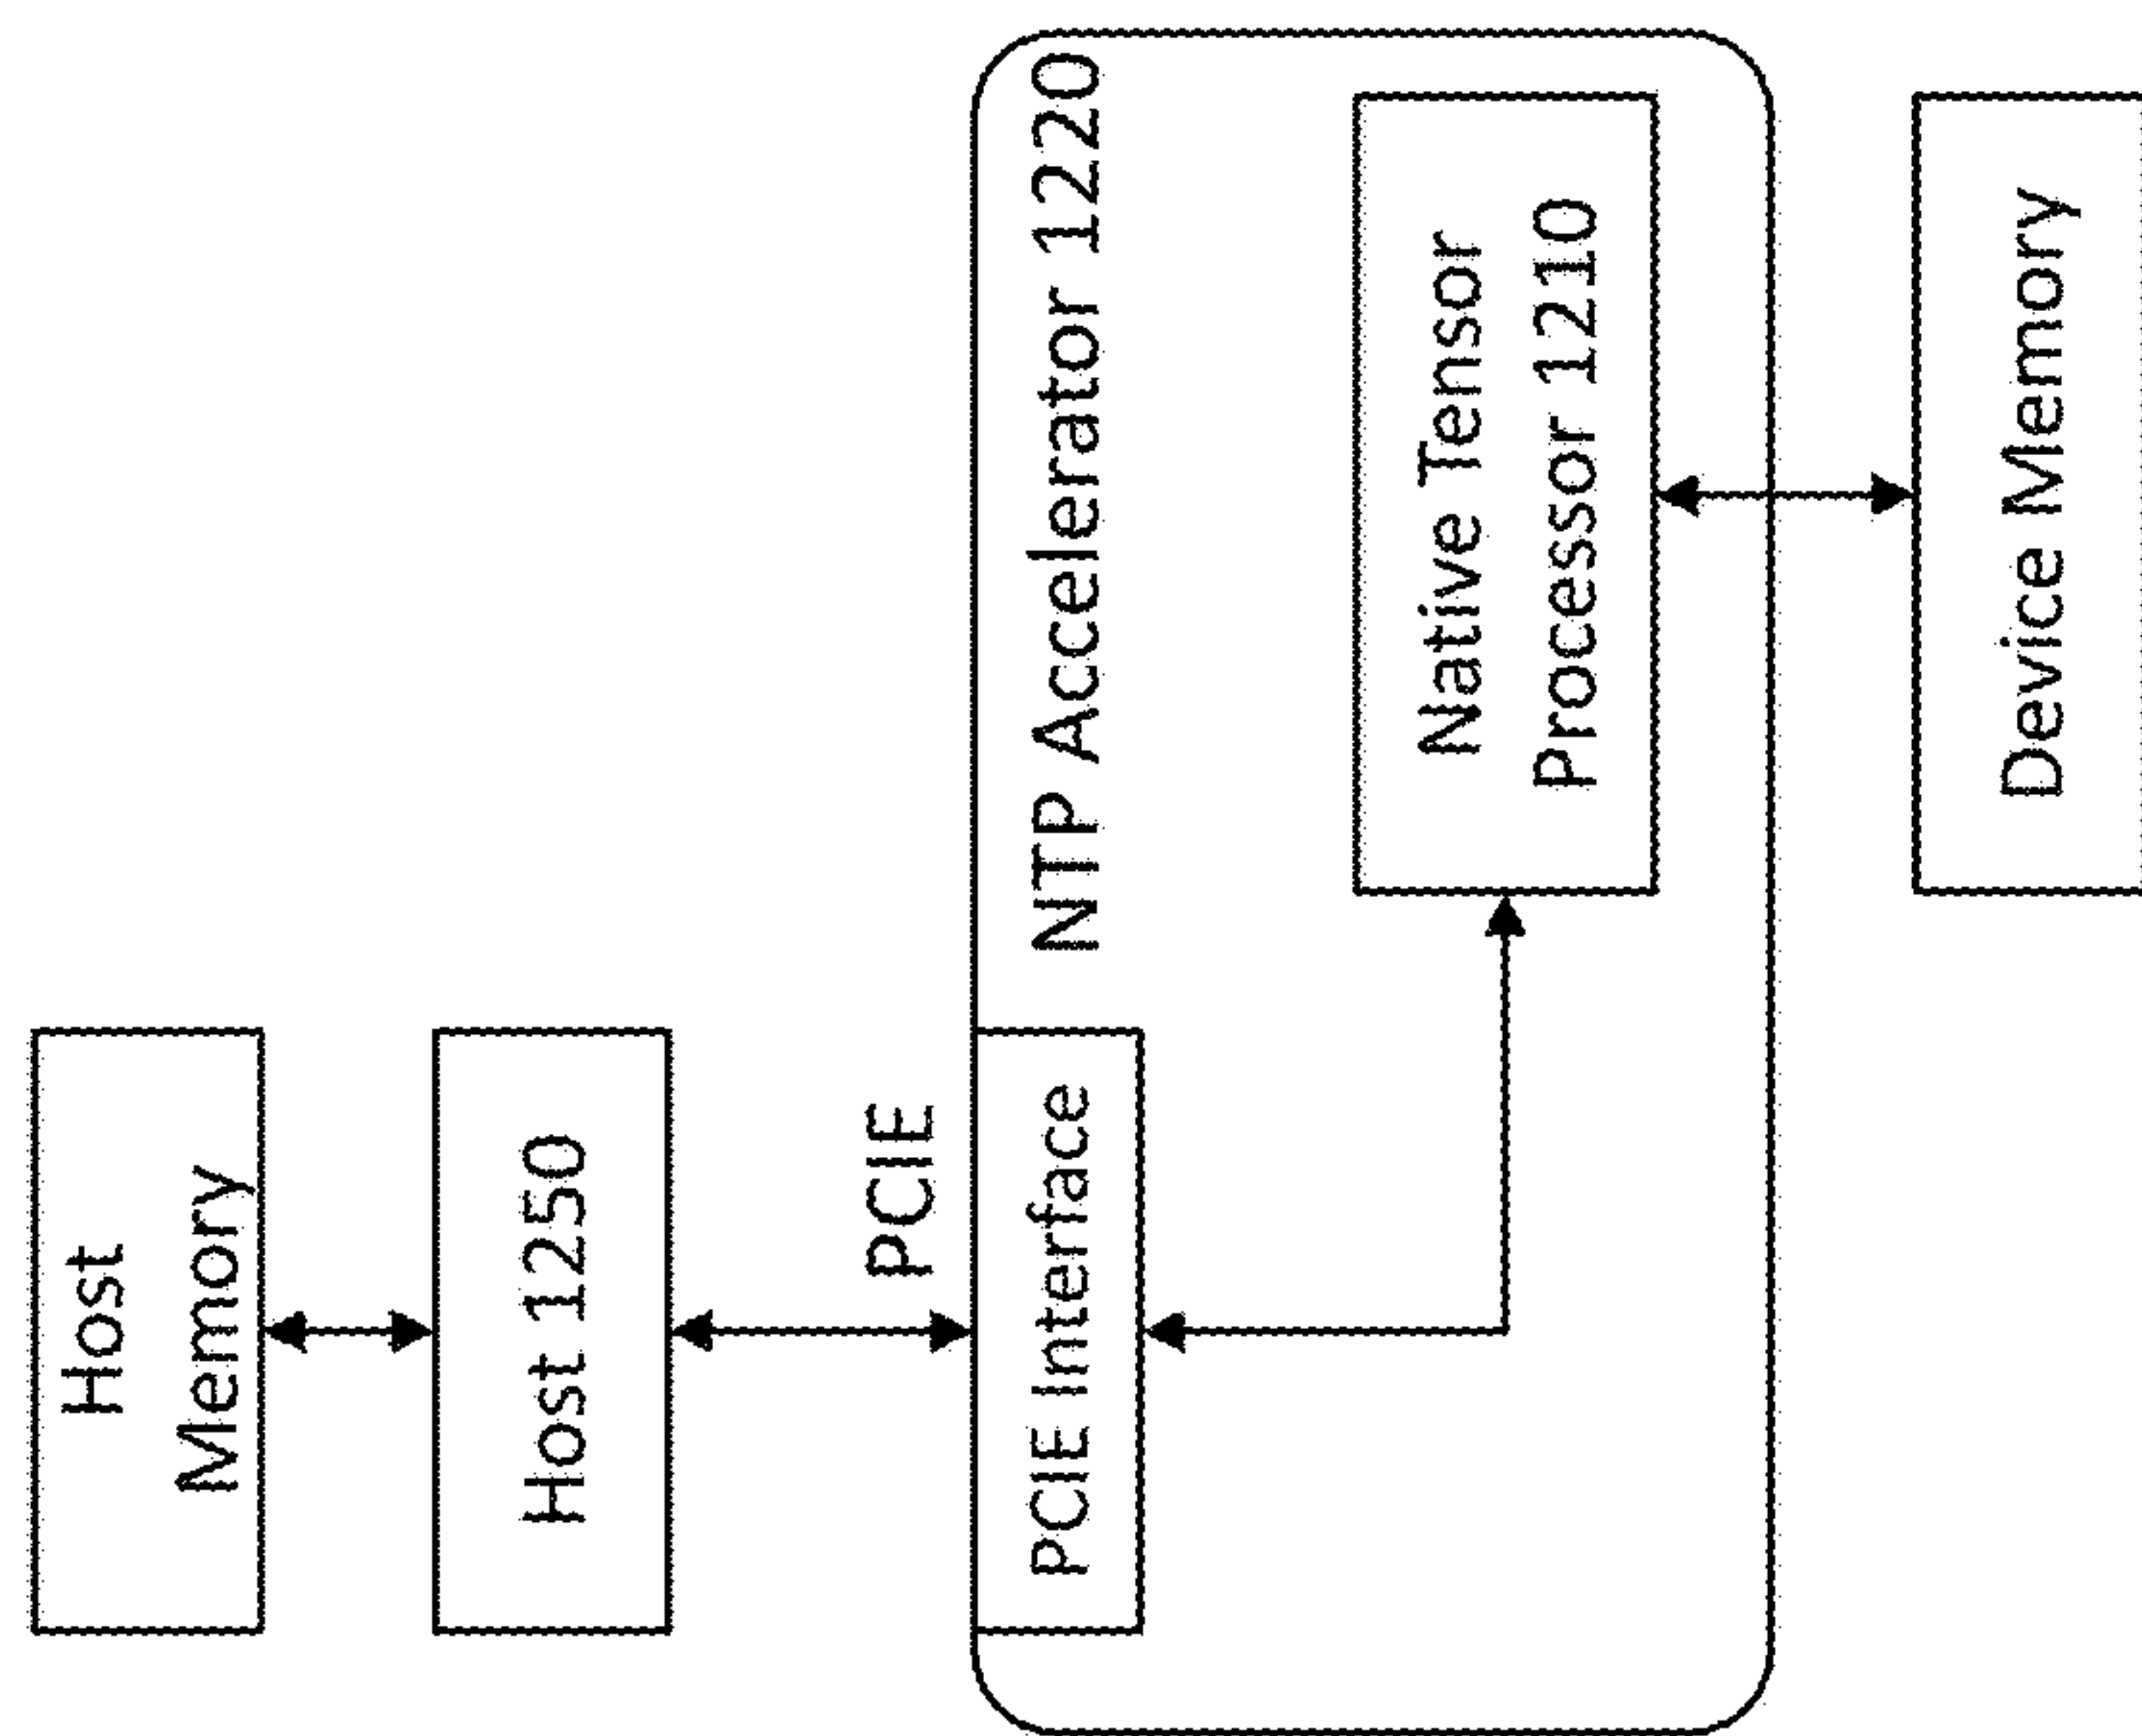 Host
Memory
Host 1250
PCIE
PCIE Interface
NTP Accelerator 1220
Native Tensor
Processor 1210
Device Memory